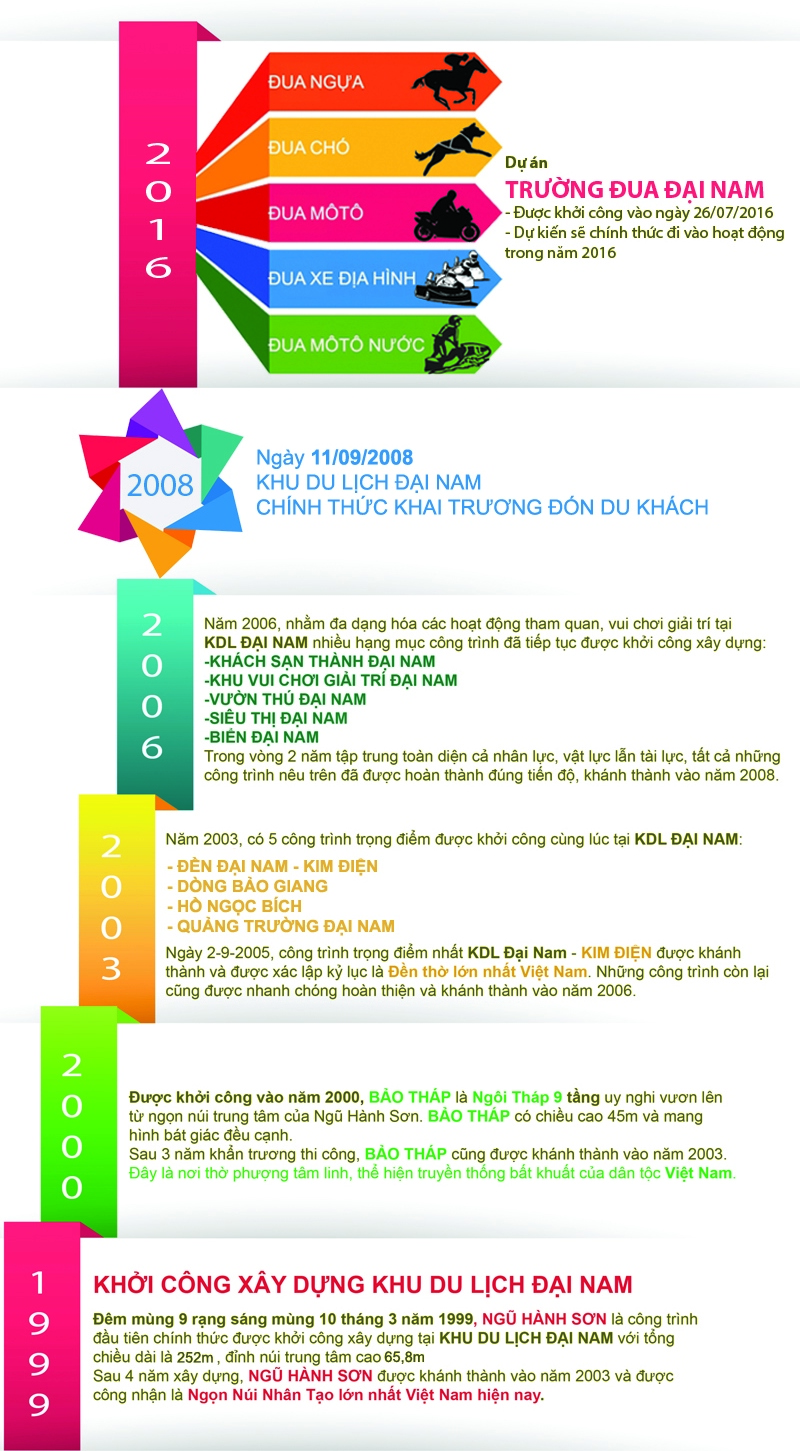 2016
ĐUA NGỰA
ĐUA CHÓ
ĐUA MÔTÔ
ĐUA XE ĐỊA HÌNH
ĐUA MÔTÔ NƯỚC
Dự án
TRƯỜNG ĐUA ĐẠI NAM
- Được khởi công vào ngày 26/07/2016
- Dự kiến sẽ chính thức đi vào hoạt động
trong năm 2016
2008
Ngày 11/09/2008
KHU DU LỊCH ĐẠI NAM
CHÍNH THỨC KHAI TRƯƠNG ĐÓN DU KHÁCH
2006
Năm 2006, nhằm đa dạng hóa các hoạt động tham quan, vui chơi giải trí tại
KDL ĐẠI NAM nhiều hạng mục công trình đã tiếp tục được khởi công xây dựng:
-KHÁCH SẠN THÀNH ĐẠI NAM
-KHU VUI CHƠI GIẢI TRÍ ĐẠI NAM
-VƯỜN THÚ ĐẠI NAM
-SIÊU THỊ ĐẠI NAM
-BIỂN ĐẠI NAM
Trong vòng 2 năm tập trung toàn diện cả nhân lực, vật lực lẫn tài lực, tất cả những
công trình nêu trên đã được hoàn thành đúng tiến độ, khánh thành vào năm 2008.
2003
Năm 2003, có 5 công trình trọng điểm được khởi công cùng lúc tại KDL ĐẠI NAM:
- ĐỀN ĐẠI NAM - KIM ĐIỆN
- DÒNG BẢO GIANG
- HỒ NGỌC BÍCH
- QUẢNG TRƯỜNG ĐẠI NAM
Ngày 2-9-2005, công trình trọng điểm nhất KDL Đại Nam - KIM ĐIỆN được khánh
thành và được xác lập kỷ lục là Đền thờ lớn nhất Việt Nam. Những công trình còn lại
cũng được nhanh chóng hoàn thiện và khánh thành vào năm 2006.
2000
Được khởi công vào năm 2000, BẢO THÁP là Ngôi Tháp 9 tầng uy nghi vươn lên
từ ngọn núi trung tâm của Ngũ Hành Sơn. BẢO THÁP có chiều cao 45m và mang
hình bát giác đều cạnh.
Sau 3 năm khẩn trương thi công, BẢO THÁP cũng được khánh thành vào năm 2003.
Đây là nơi thờ phượng tâm linh, thể hiện truyền thống bất khuất của dân tộc Việt Nam.
1999
KHỞI CÔNG XÂY DỰNG KHU DU LỊCH ĐẠI NAM
Đêm mùng 9 rạng sáng mùng 10 tháng 3 năm 1999, NGŨ HÀNH SƠN là công trình
đầu tiên chính thức được khởi công xây dựng tại KHU DU LỊCH ĐẠI NAM với tổng
chiều dài là 252m , đỉnh núi trung tâm cao 65,8m
Sau 4 năm xây dựng, NGŨ HÀNH SƠN được khánh thành vào năm 2003 và được
công nhận là Ngọn Núi Nhân Tạo lớn nhất Việt Nam hiện nay.